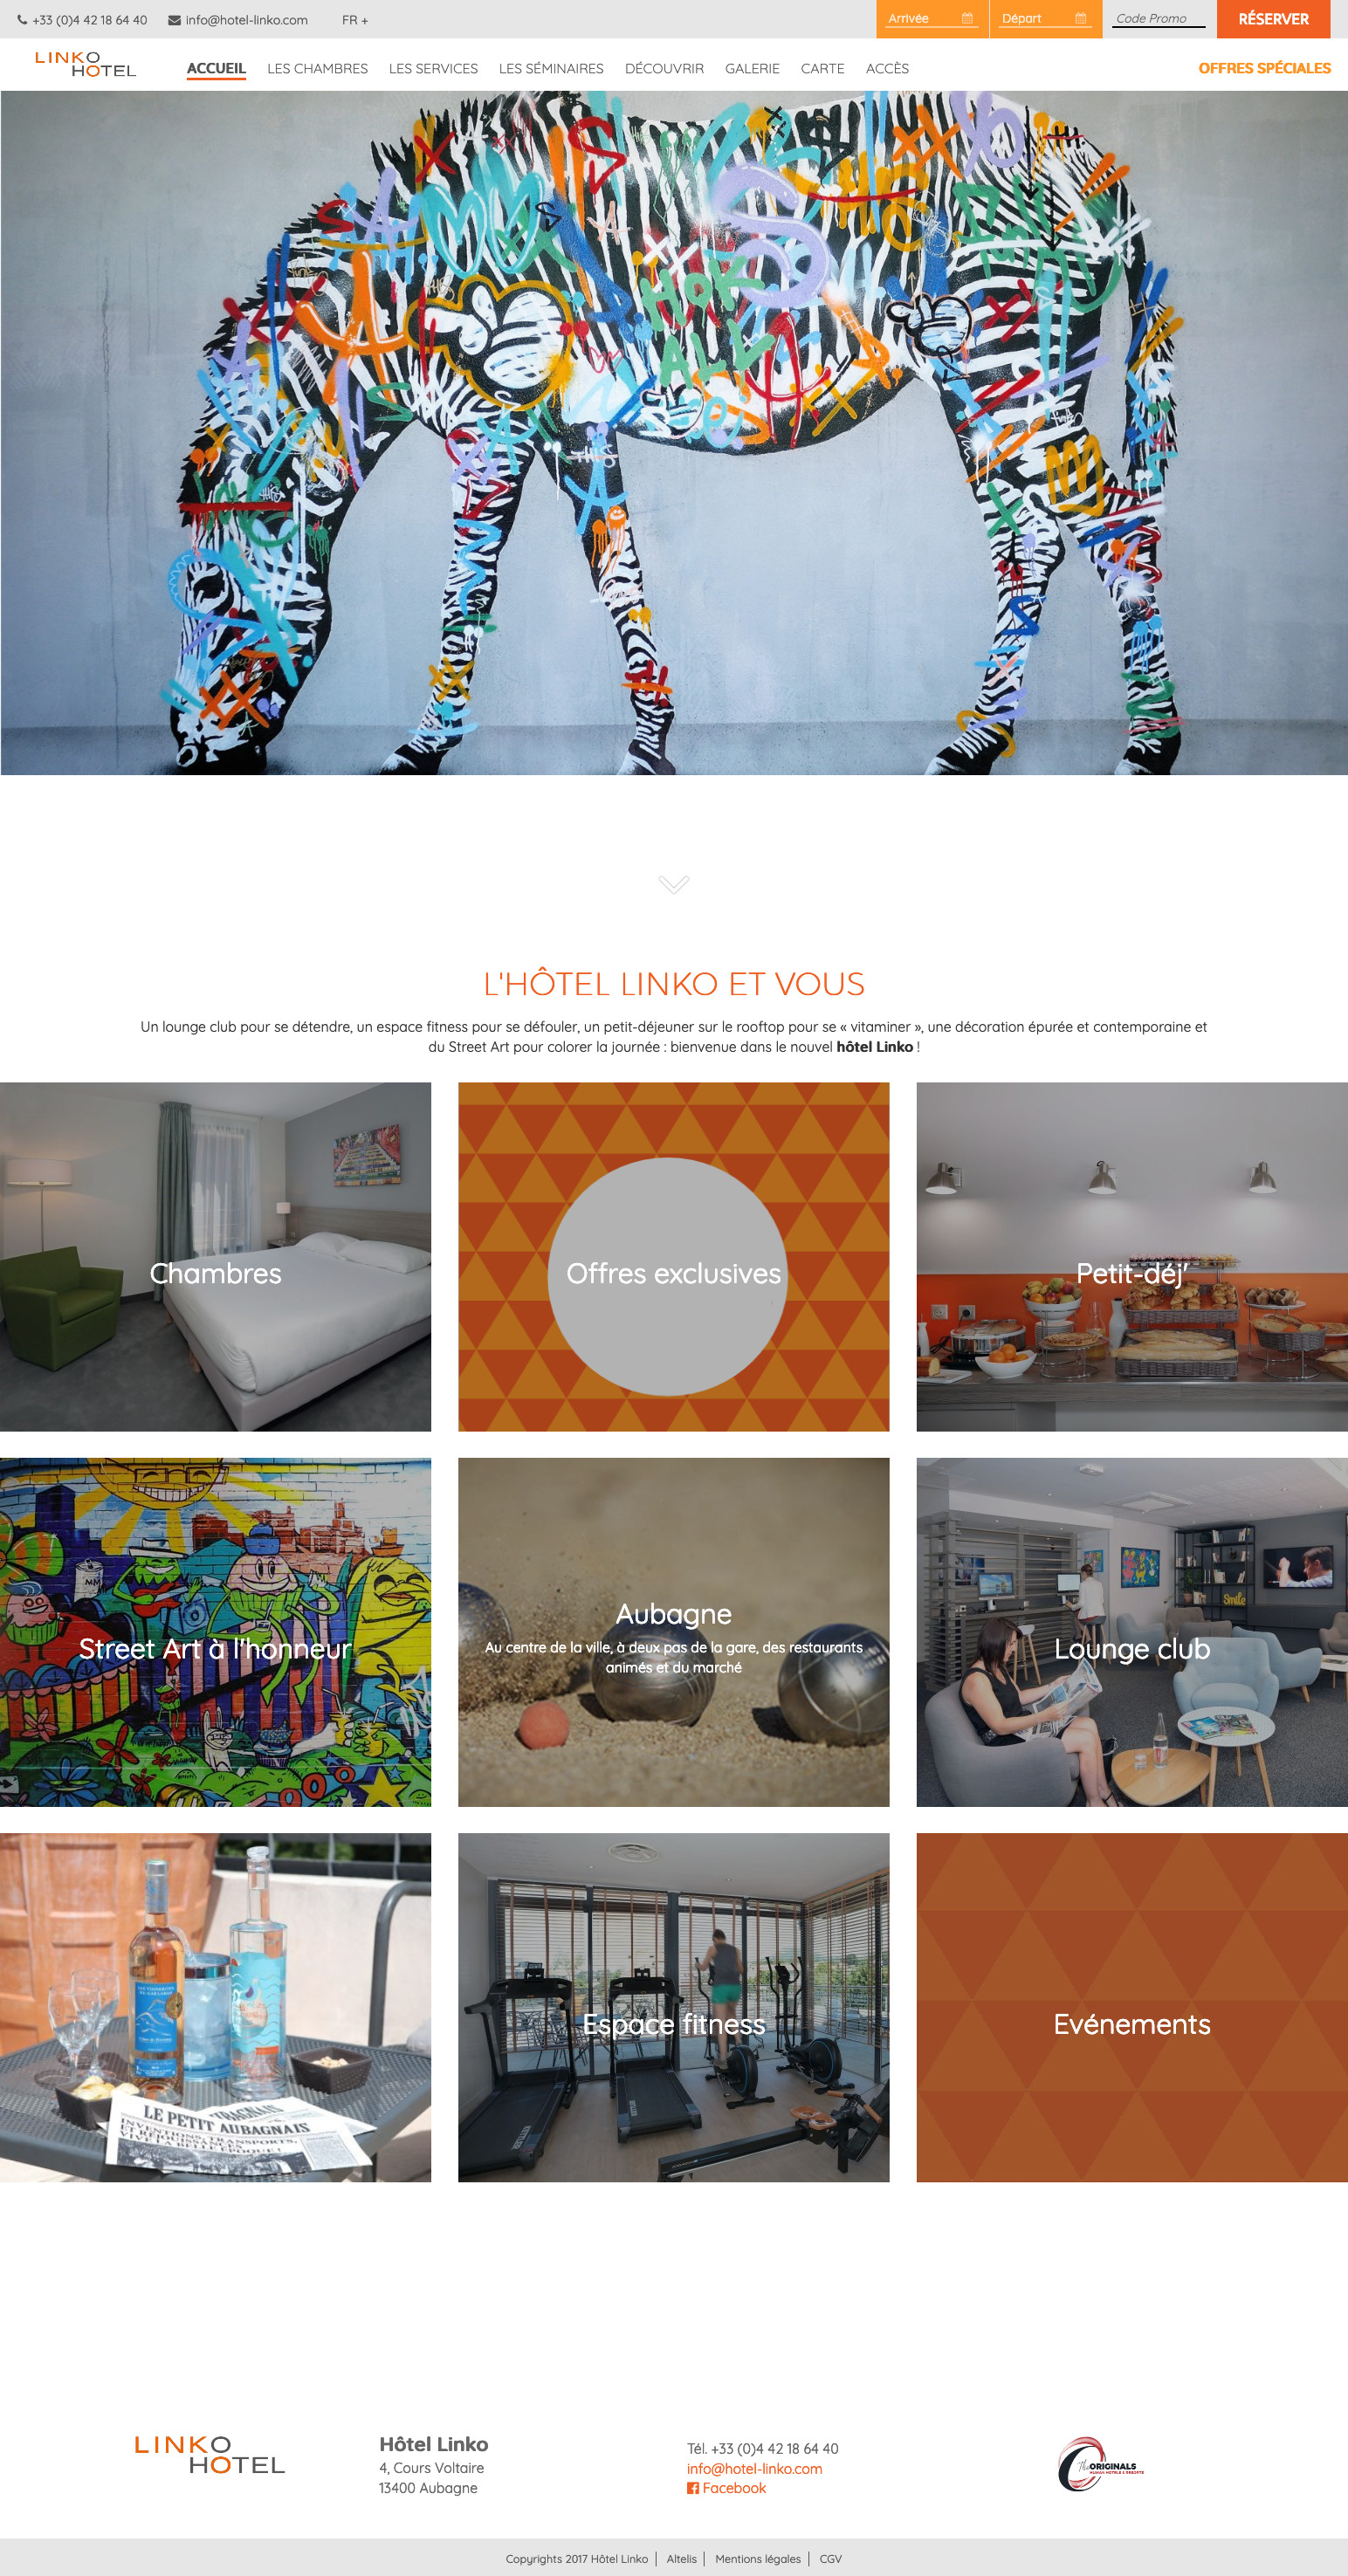 +33 (0)4 42 18 64 40 info@hotel-linko.com FR + Arrivée Départ Code Promo RÉSERVER
LINKO
HOTEL
ACCUEIL LES CHAMBRES LES SERVICES LES SÉMINAIRES DÉCOUVRIR GALERIE CARTE ACCÈS OFFRES SPÉCIALES
HOK
ALL
THIS
L'HÔTEL LINKO ET VOUS
Un lounge club pour se détendre, un espace fitness pour se défouler, un petit-déjeuner sur le rooftop pour se « vitaminer », une décoration épurée et contemporaine et
du Street Art pour colorer la journée : bienvenue dans le nouvel hôtel Linko !
Chambres
Offres exclusives
Petit-déj'
Street Art à l'honneur
Aubagne
Au centre de la ville, à deux pas de la gare, des restaurants
animés et du marché
Lounge club
Smile
LE PETIT AUBAGNAIS
Espace fitness
Evénements
LINKO
HOTEL
Hôtel Linko
4, Cours Voltaire
13400 Aubagne
Tél. +33 (0)4 42 18 64 40
info@hotel-linko.com
Facebook
The ORIGINALS
HUMAN HOTELS & RESORTS
Copyrights 2017 Hôtel Linko Altelis Mentions légales CGV